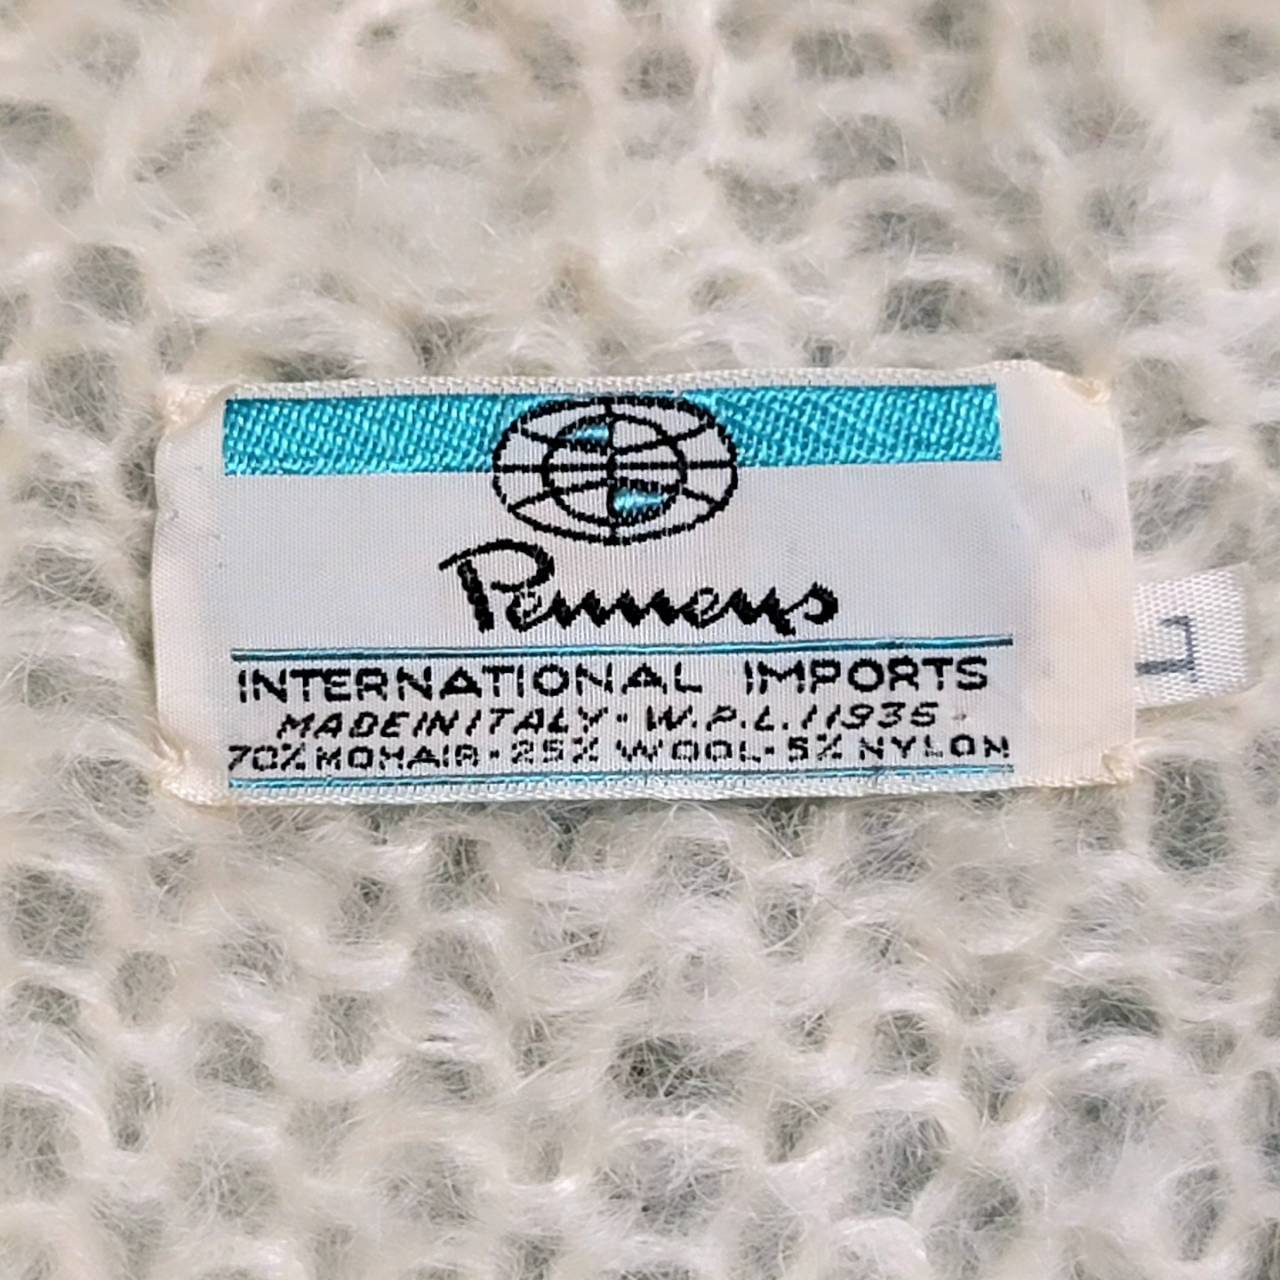 Penneys
INTERNATIONAL IMPORTS
MADE IN ITALY - W.P.L. 11935
70% MOHAIR - 25% WOOL - 5% NYLON
L